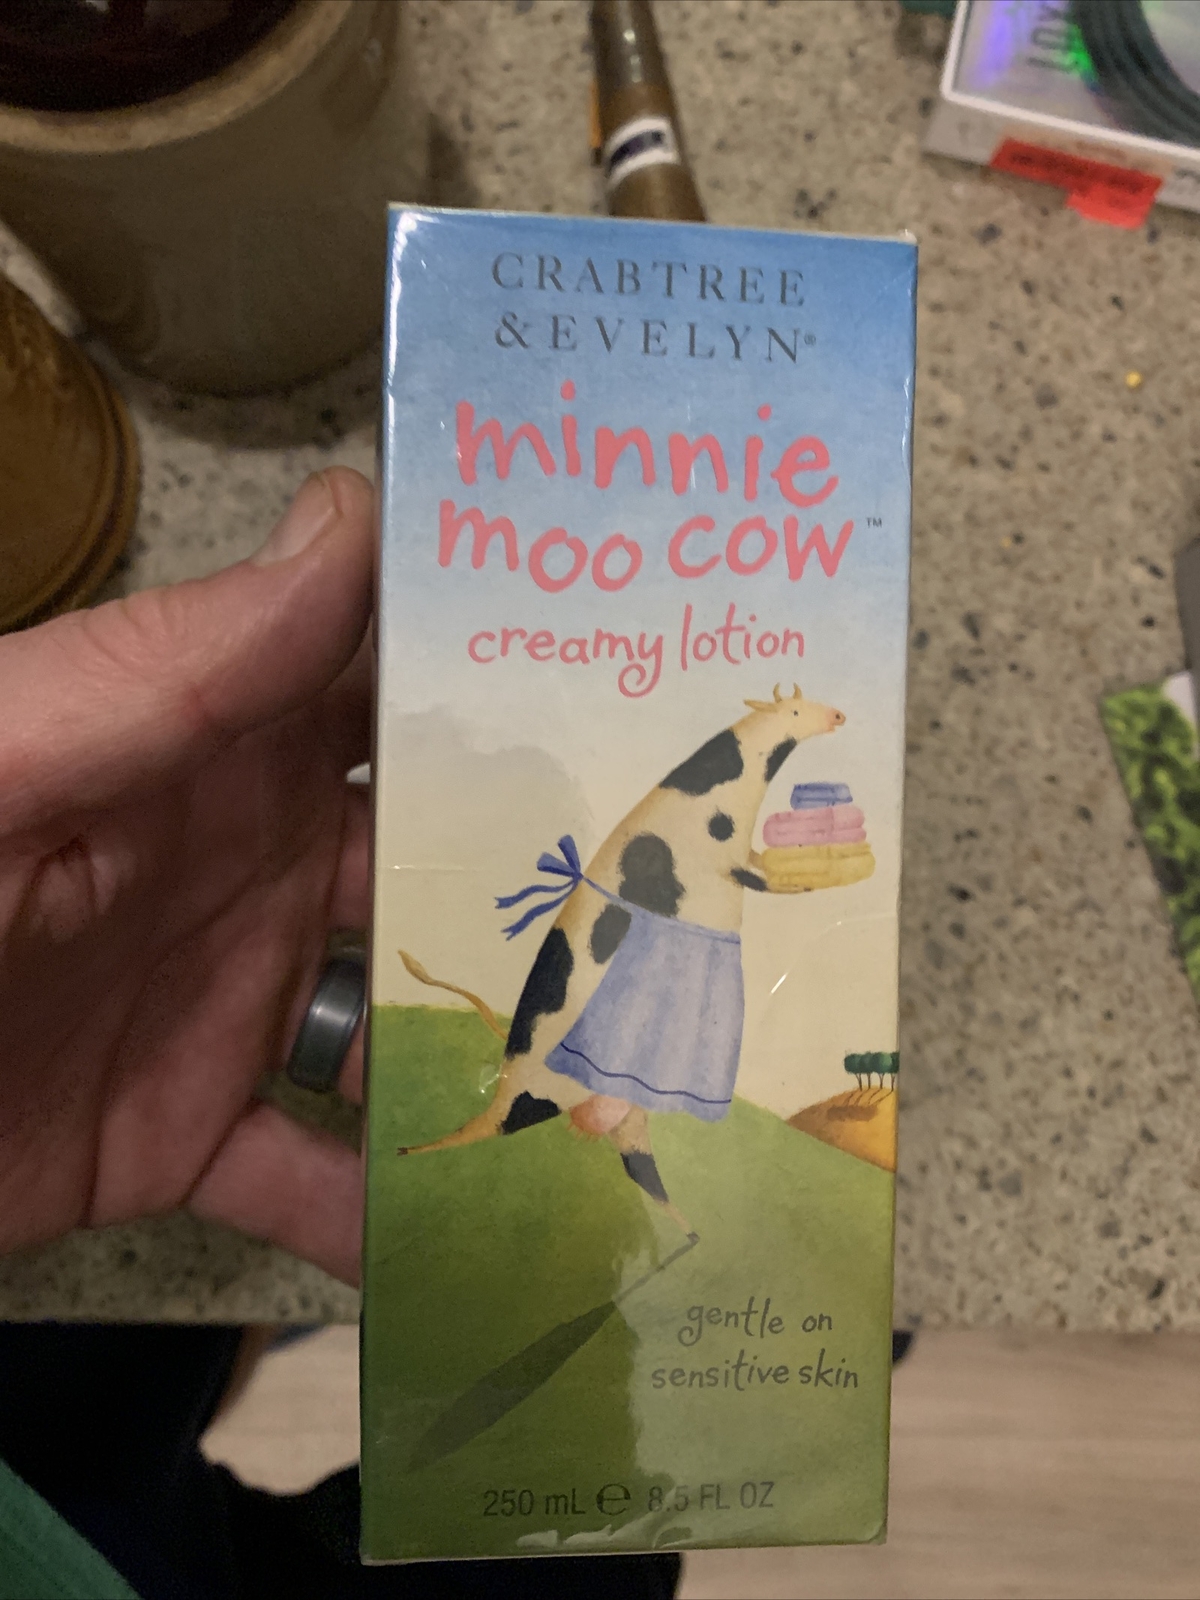 CRABTREE
& EVELYN®
minnie
moo cow™
creamy lotion
gentle on
sensitive skin
250 mL ℮ 8.5 FL OZ